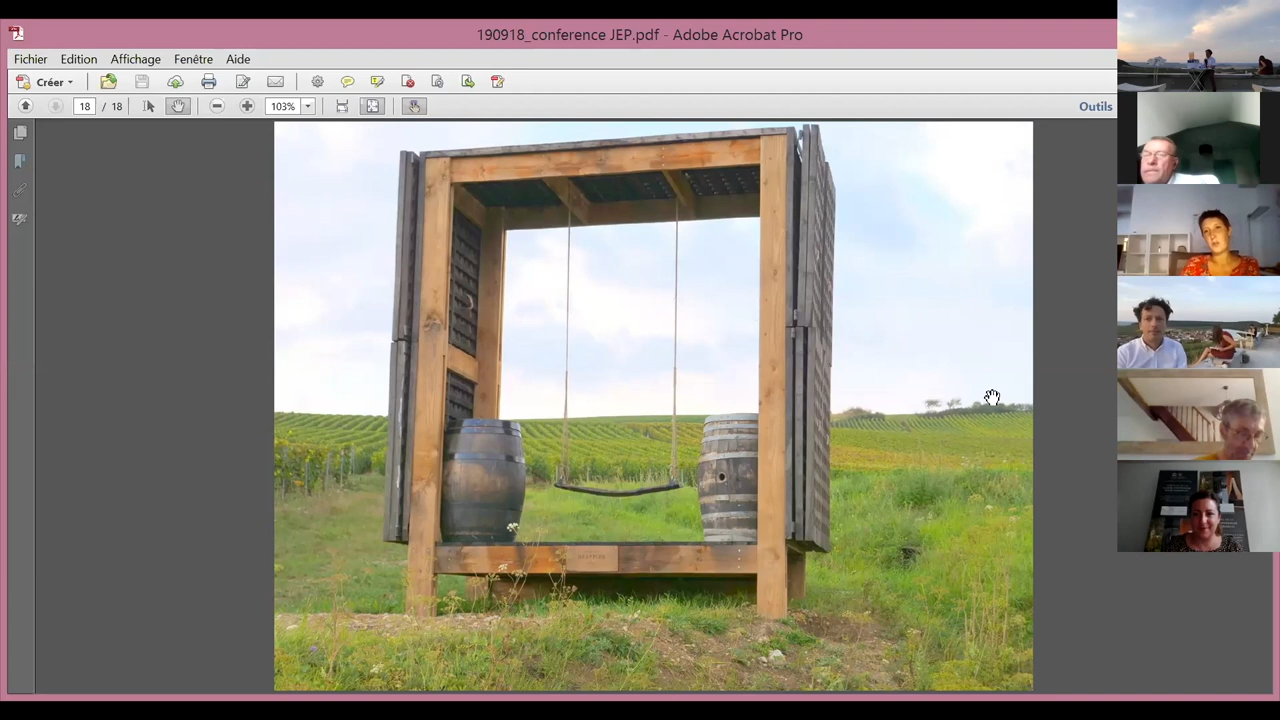 190918_conference JEP.pdf - Adobe Acrobat Pro
Fichier Edition Affichage Fenêtre Aide
Créer
18 / 18 103% Outils